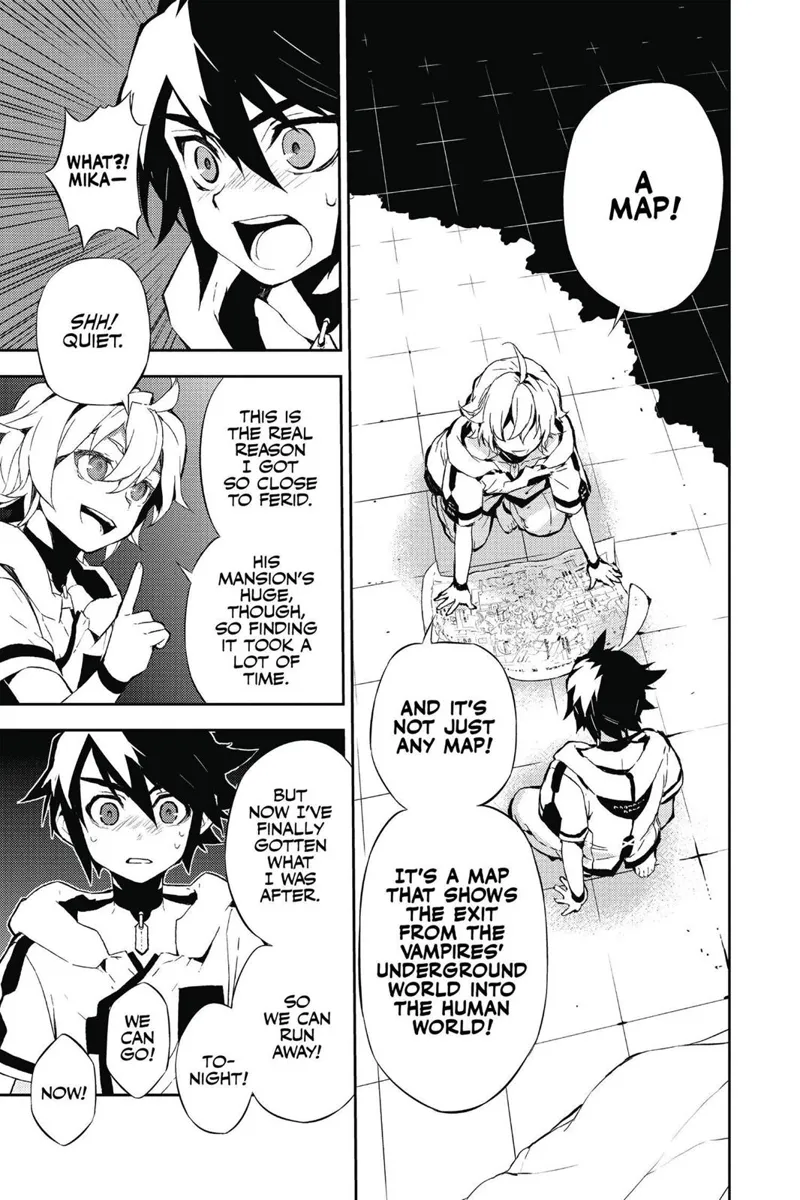 A
MAP!
AND IT'S
NOT JUST
ANY MAP!
IT'S A MAP
THAT SHOWS
THE EXIT
FROM THE
VAMPIRES'
UNDERGROUND
WORLD INTO
THE HUMAN
WORLD!
WHAT?!
MIKA—
SHH!
QUIET.
THIS IS
THE REAL
REASON
I GOT
SO CLOSE
TO FERID.
HIS
MANSION'S
HUGE,
THOUGH,
SO FINDING
IT TOOK A
LOT OF
TIME.
BUT
NOW I'VE
FINALLY
GOTTEN
WHAT
I WAS
AFTER.
SO
WE CAN
RUN
AWAY!
TO-
NIGHT!
WE
CAN
GO!
NOW!